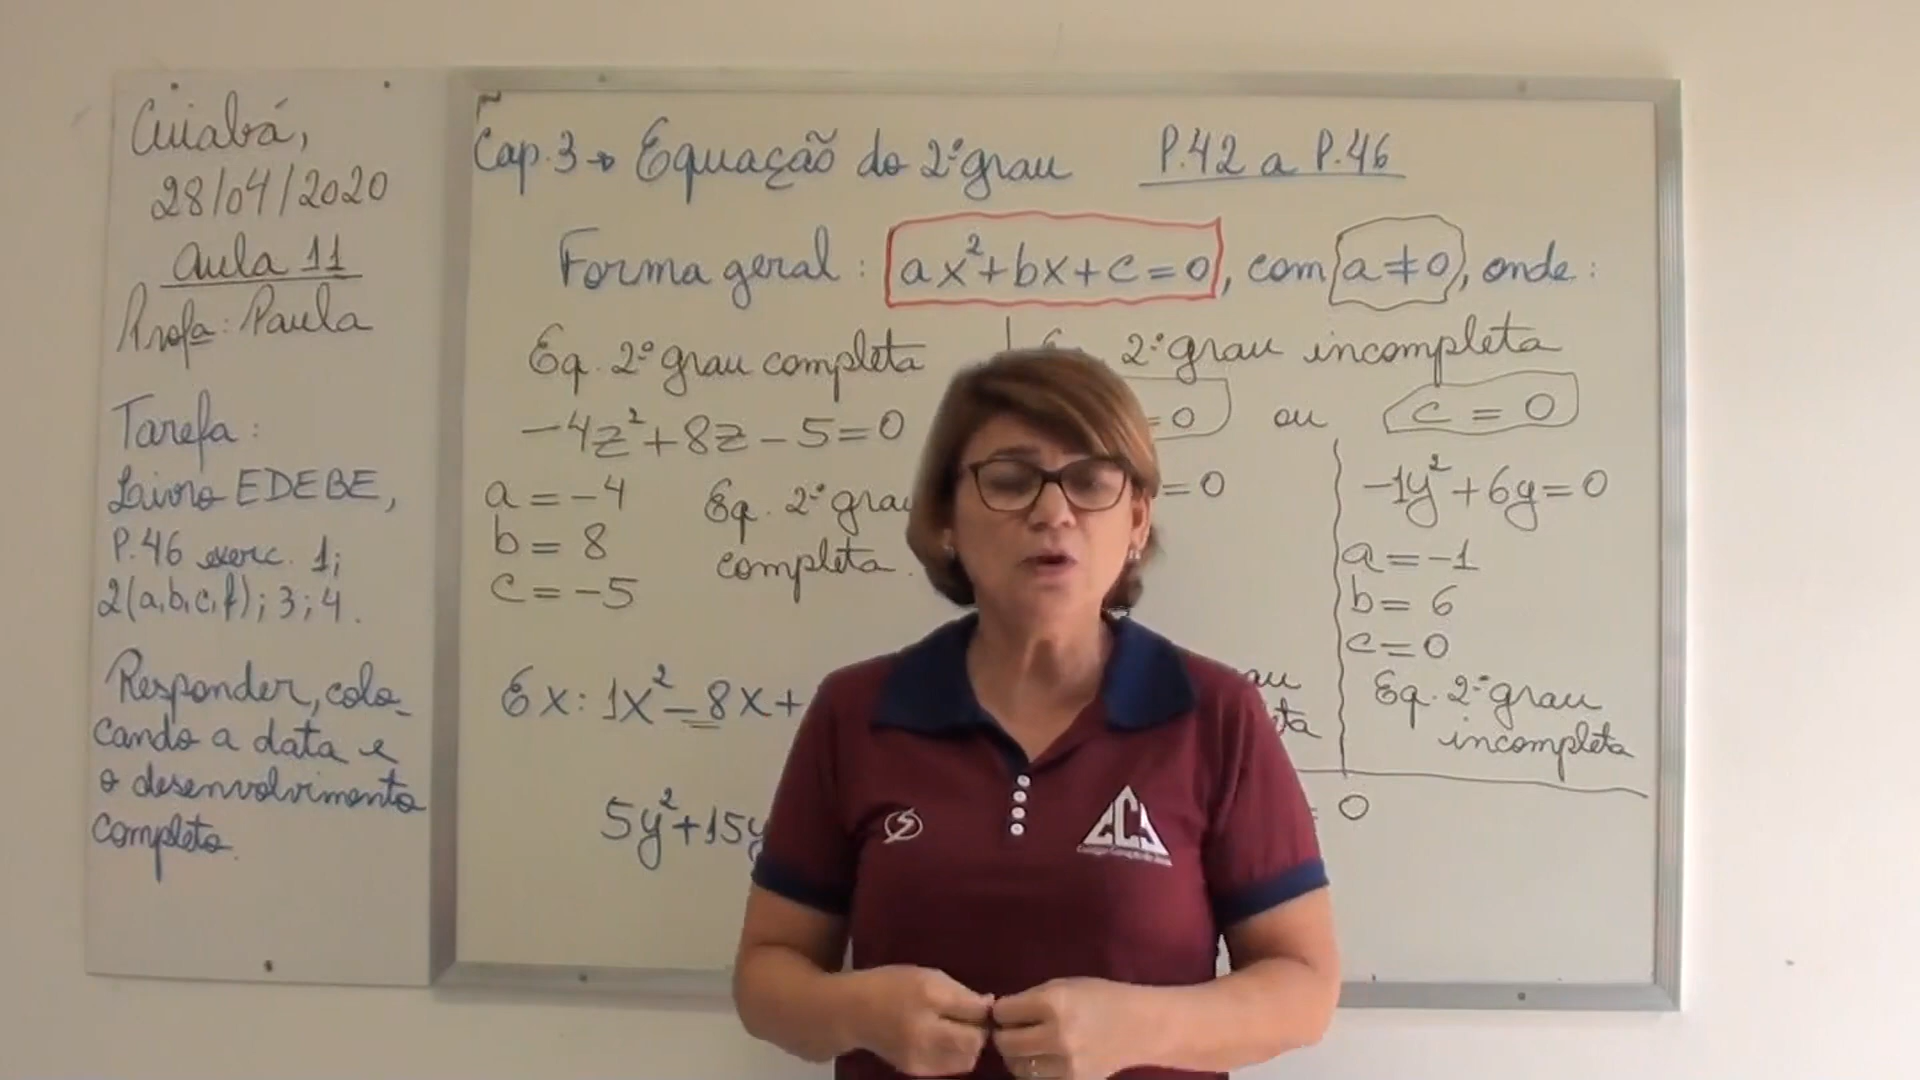 Cuiabá,
28/04/2020
Aula 11
Profa: Paula
Tarefa:
Livro EDEBE,
P.46 exerc. 1;
2(a,b,c,f); 3; 4.
Responder, colo-
cando a data e
o desenvolvimento
completo.
Cap. 3 → Equação do 2º grau P.42 a P.46
Forma geral: ax²+bx+c=0, com a≠0, onde:
Eq. 2º grau completa
-4z²+8z-5=0
a=-4
b=8
c=-5
Eq. 2º grau
completa.
2º grau incompleta
=0 ou c=0
=0
-1y²+6y=0
a=-1
b=6
c=0
Eq. 2º grau
incompleta
Ex: 1x²-8x+
5y²+15y
= 0